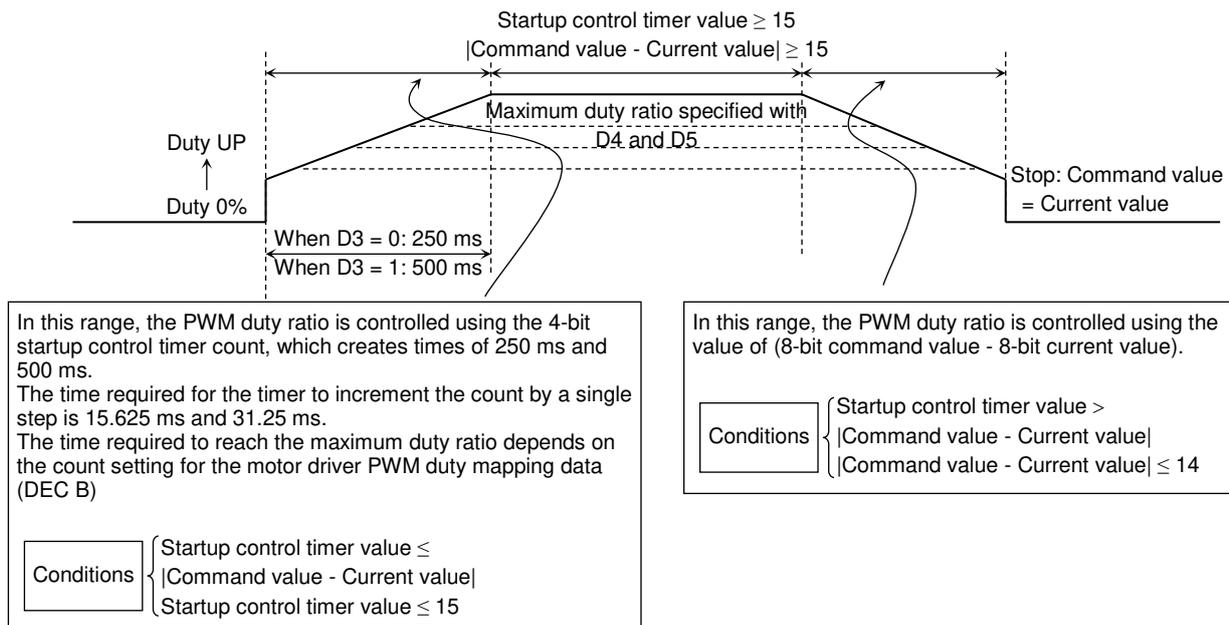 Startup control timer value ≥ 15
|Command value - Current value| ≥ 15
Maximum duty ratio specified with
D4 and D5
Duty UP
Duty 0%
Stop: Command value
= Current value
When D3 = 0: 250 ms
When D3 = 1: 500 ms
In this range, the PWM duty ratio is controlled using the 4-bit
startup control timer count, which creates times of 250 ms and
500 ms.
The time required for the timer to increment the count by a single
step is 15.625 ms and 31.25 ms.
The time required to reach the maximum duty ratio depends on
the count setting for the motor driver PWM duty mapping data
(DEC B)
Conditions
Startup control timer value ≤
|Command value - Current value|
Startup control timer value ≤ 15
In this range, the PWM duty ratio is controlled using the
value of (8-bit command value - 8-bit current value).
Conditions
Startup control timer value >
|Command value - Current value|
|Command value - Current value| ≤ 14